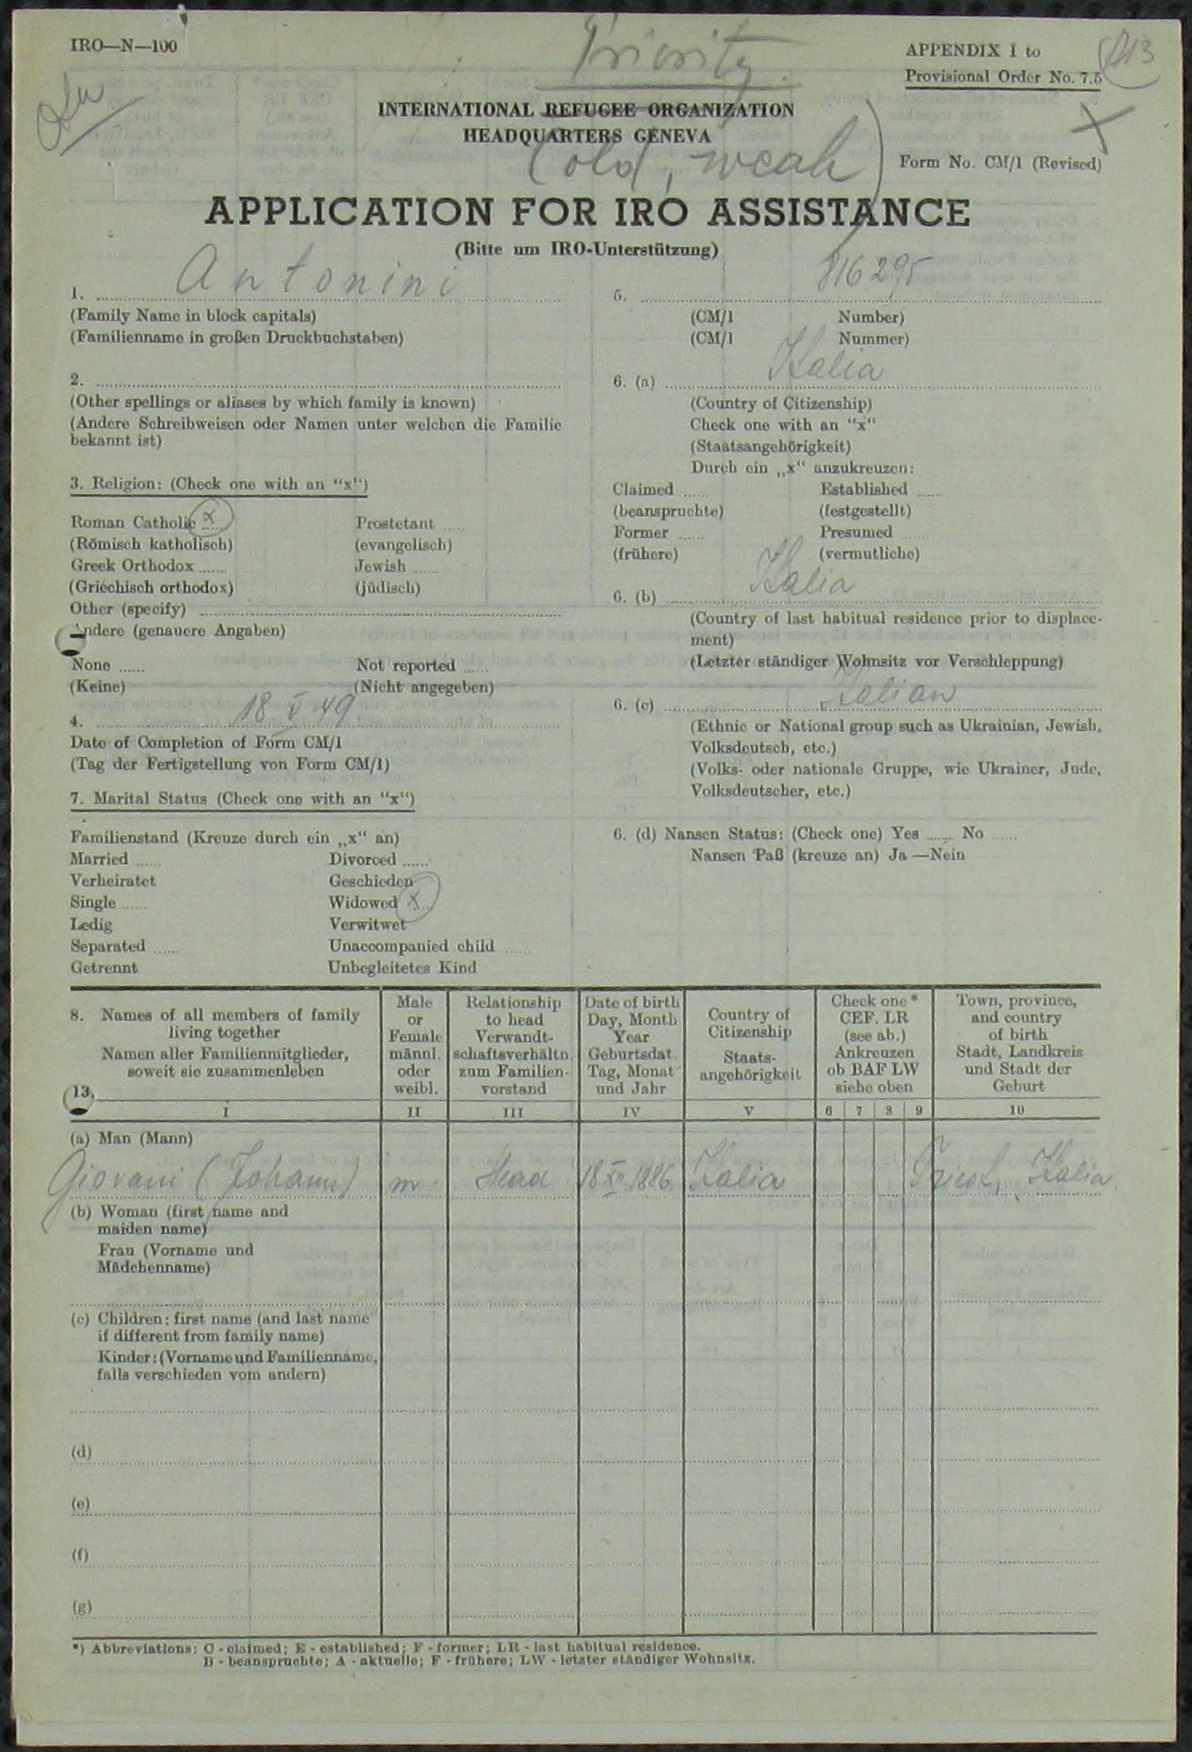 IRO—N—100
Priority
APPENDIX 1 to
Provisional Order No. 7.5
INTERNATIONAL REFUGEE ORGANIZATION
HEADQUARTERS GENEVA
(old, weak)
Form No. CM/1 (Revised)
APPLICATION FOR IRO ASSISTANCE
(Bitte um IRO-Unterstützung)
1. Antonini
(Family Name in block capitals)
(Familienname in großen Druckbuchstaben)
5. 816295
(CM/1 Number)
(CM/1 Nummer)
2.
(Other spellings or aliases by which family is known)
(Andere Schreibweisen oder Namen unter welchen die Familie
bekannt ist)
6. (a) Italia
(Country of Citizenship)
Check one with an "x"
(Staatsangehörigkeit)
Durch ein „x“ anzukreuzen:
Claimed Established
(beanspruchte) (festgestellt)
Former Presumed
(frühere) (vermutliche)
3. Religion: (Check one with an "x")
Roman Catholic x Prostetant
(Römisch katholisch) (evangelisch)
Greek Orthodox Jewish
(Griechisch orthodox) (jüdisch)
Other (specify)
Andere (genauere Angaben)
None Not reported
(Keine) (Nicht angegeben)
6. (b) Italia
(Country of last habitual residence prior to displace-
ment)
(Letzter ständiger Wohnsitz vor Verschleppung)
4. 18 V 49
Date of Completion of Form CM/1
(Tag der Fertigstellung von Form CM/1)
6. (c) Italian
(Ethnic or National group such as Ukrainian, Jewish,
Volksdeutsch, etc.)
(Volks- oder nationale Gruppe, wie Ukrainer, Jude,
Volksdeutscher, etc.)
7. Marital Status (Check one with an "x")
Familienstand (Kreuze durch ein „x“ an)
Married Divorced
Verheiratet Geschieden
Single Widowed x
Ledig Verwitwet
Separated Unaccompanied child
Getrennt Unbegleitetes Kind
6. (d) Nansen Status: (Check one) Yes No
Nansen Paß (kreuze an) Ja —Nein
8. Names of all members of family
living together
Namen aller Familienmitglieder,
soweit sie zusammenleben
13.
Male
or
Female
männl.
oder
weibl.
Relationship
to head
Verwandt-
schaftsverhältn.
zum Familien-
vorstand
Date of birth
Day, Month
Year
Geburtsdat.
Tag, Monat
und Jahr
Country of
Citizenship
Staats-
angehörigkeit
Check one *
CEF. LR
(see ab.)
Ankreuzen
ob BAF LW
siehe oben
Town, province,
and country
of birth
Stadt, Landkreis
und Stadt der
Geburt
I II III IV V 6 7 8 9 10
(a) Man (Mann)
Giovani (Johann) m Head 18 XI 1886 Italia Italia
(b) Woman (first name and
maiden name)
Frau (Vorname und
Mädchenname)
(c) Children: first name (and last name
if different from family name)
Kinder: (Vorname und Familienname,
falls verschieden vom andern)
(d)
(e)
(f)
(g)
*) Abbreviations: C - claimed; E - established; F - former; LR - last habitual residence.
B - beanspruchte; A - aktuelle; F - frühere; LW - letzter ständiger Wohnsitz.